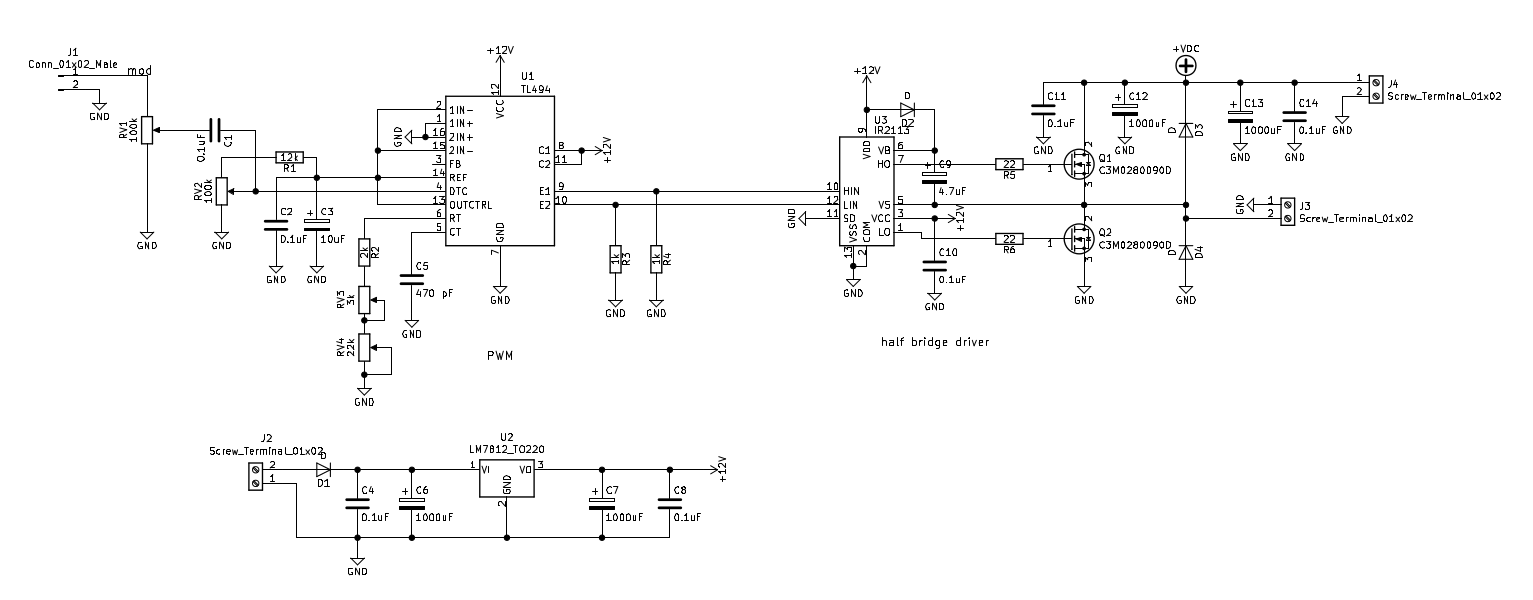 J1
Conn_01x02_Male
mod
1
2
GND
RV1
100k
GND
0.1uF
C1
RV2
100k
GND
12k
R1
C2
0.1uF
GND
C3
10uF
GND
+12V
U1
TL494
12
VCC
2
1IN-
1
1IN+
16
2IN+
15
2IN-
3
FB
14
REF
4
DTC
13
OUTCTRL
6
RT
5
CT
GND
C1
8
C2
11
+12V
E1
9
E2
10
GND
7
GND
2k
R2
RV3
3k
RV4
22k
GND
C5
470 pF
GND
PWM
1k
R3
GND
1k
R4
GND
+12V
D
D2
U3
IR2113
9
VDD
VB
6
HO
7
10
HIN
12
LIN
11
SD
GND
VS
5
VCC
3
LO
1
VSS
COM
13
2
GND
C9
4.7uF
+12V
C10
0.1uF
GND
half bridge driver
22
R5
22
R6
C11
0.1uF
GND
C12
1000uF
GND
Q1
C3M0280090D
1
2
3
Q2
C3M0280090D
1
2
3
GND
+VDC
D
D3
D
D4
GND
C13
1000uF
GND
C14
0.1uF
GND
1
2
J4
Screw_Terminal_01x02
GND
GND
1
2
J3
Screw_Terminal_01x02
J2
Screw_Terminal_01x02
2
1
D
D1
C4
0.1uF
GND
C6
1000uF
U2
LM7812_TO220
1
VI
VO
3
GND
2
C7
1000uF
C8
0.1uF
+12V